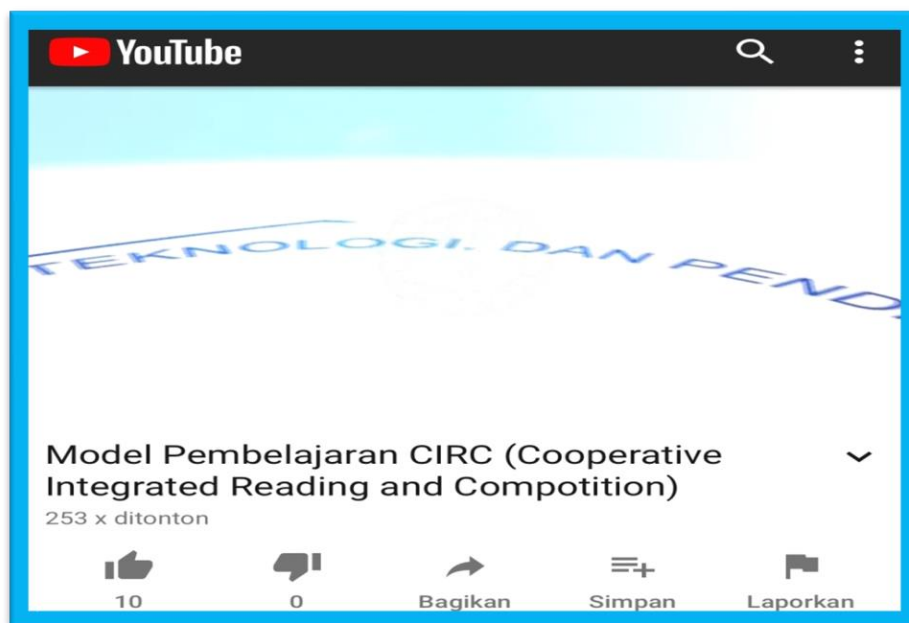 YouTube
TEKNOLOGI. DAN PEND
Model Pembelajaran CIRC (Cooperative
Integrated Reading and Compotition)
253 x ditonton
10 0 Bagikan Simpan Laporkan